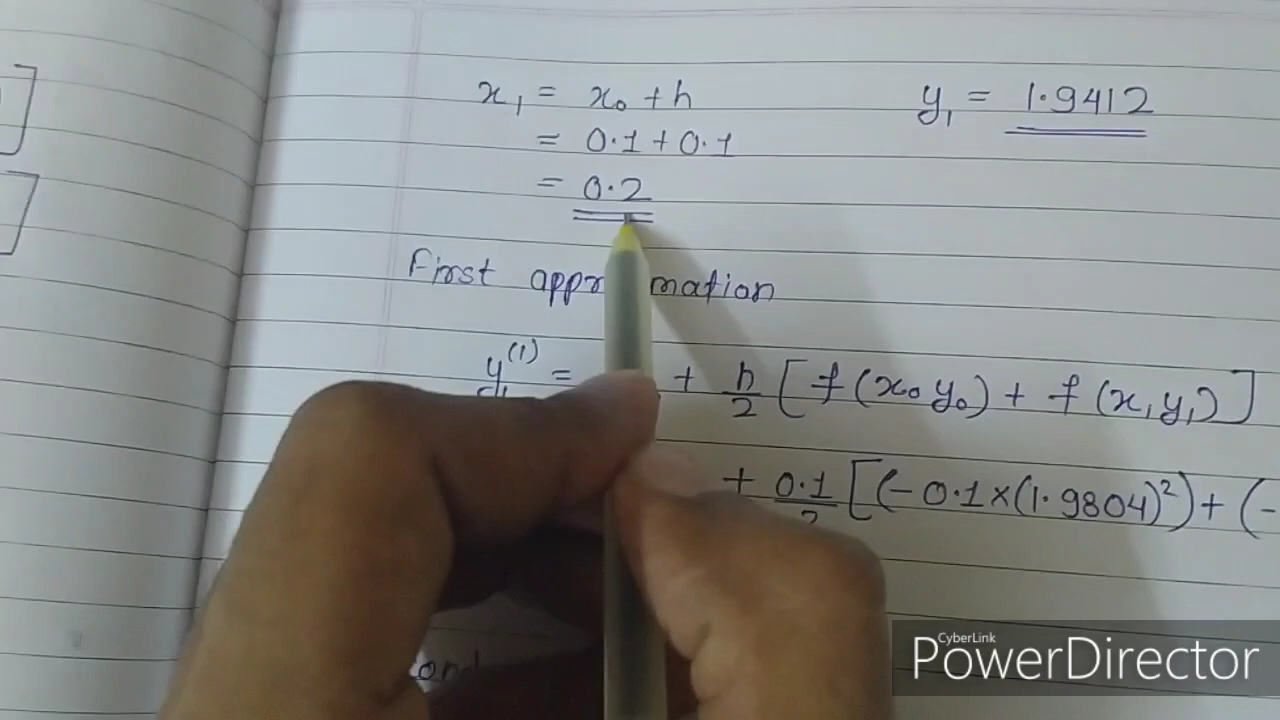 x₁ = x₀ + h
= 0.1 + 0.1
= 0.2
y₁ = 1.9412
First mation
y₁⁽¹⁾ = + h/2 [f(x₀ y₀) + f(x₁ y₁)]
+ 0.1/2 [(-0.1×(1.9804)²) + (-
CyberLink
PowerDirector